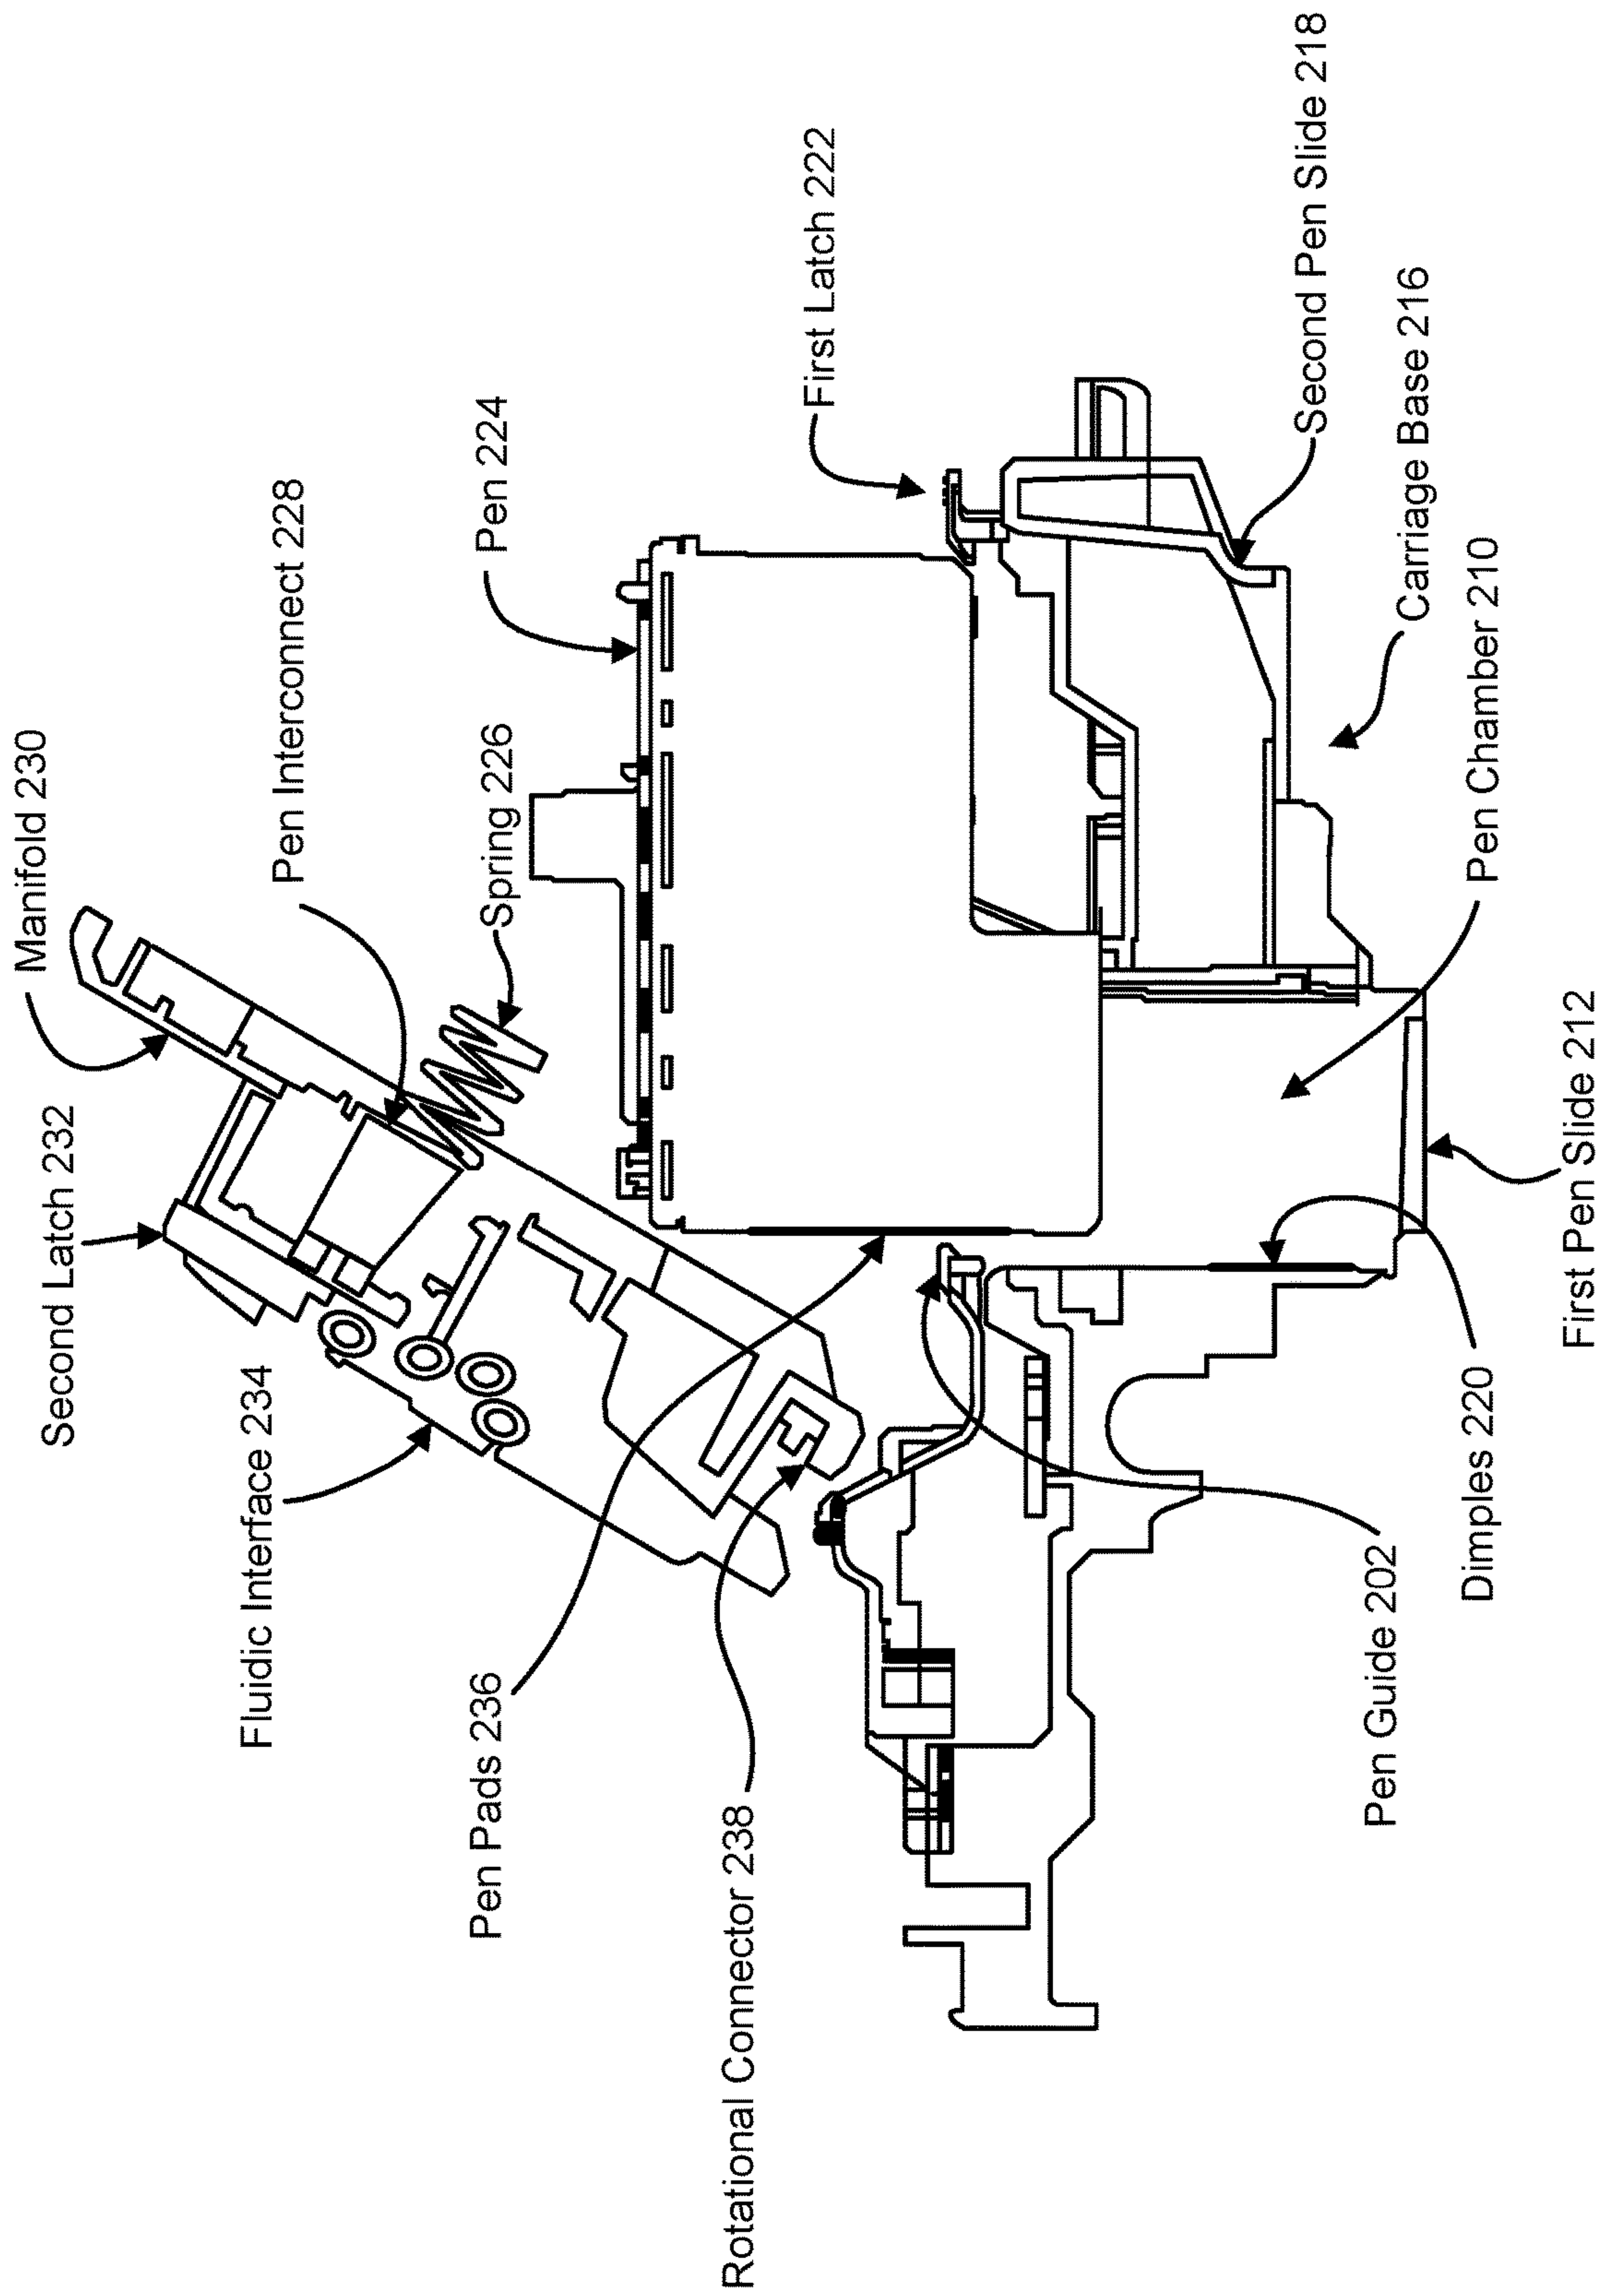 Manifold 230
Second Latch 232
Pen Interconnect 228
Fluidic Interface 234
Spring 226
Pen 224
Pen Pads 236
Rotational Connector 238
First Latch 222
Second Pen Slide 218
Carriage Base 216
Pen Chamber 210
Pen Guide 202
Dimples 220
First Pen Slide 212